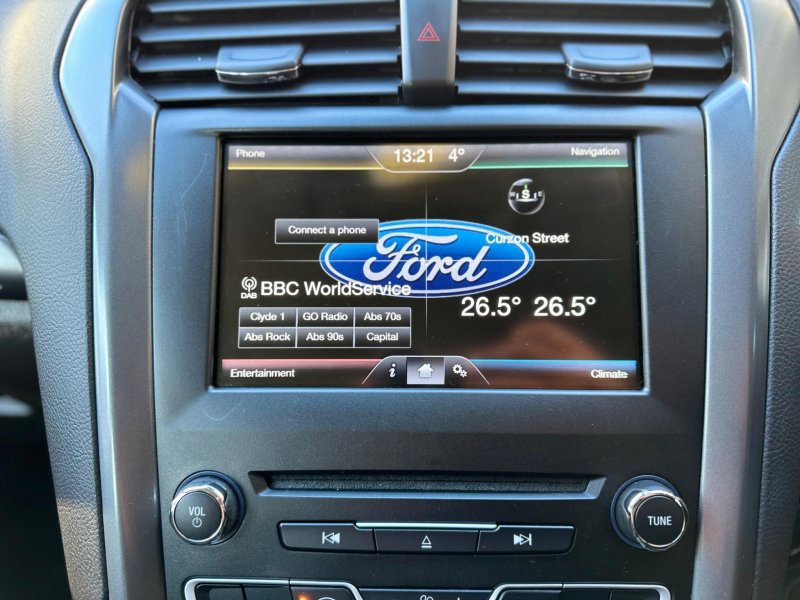 Phone 13:21 4° Navigation
W S E
Connect a phone
Curzon Street
Ford
DAB BBC WorldService
26.5° 26.5°
Clyde 1 GO Radio Abs 70s
Abs Rock Abs 90s Capital
Entertainment i Climate
VOL
TUNE